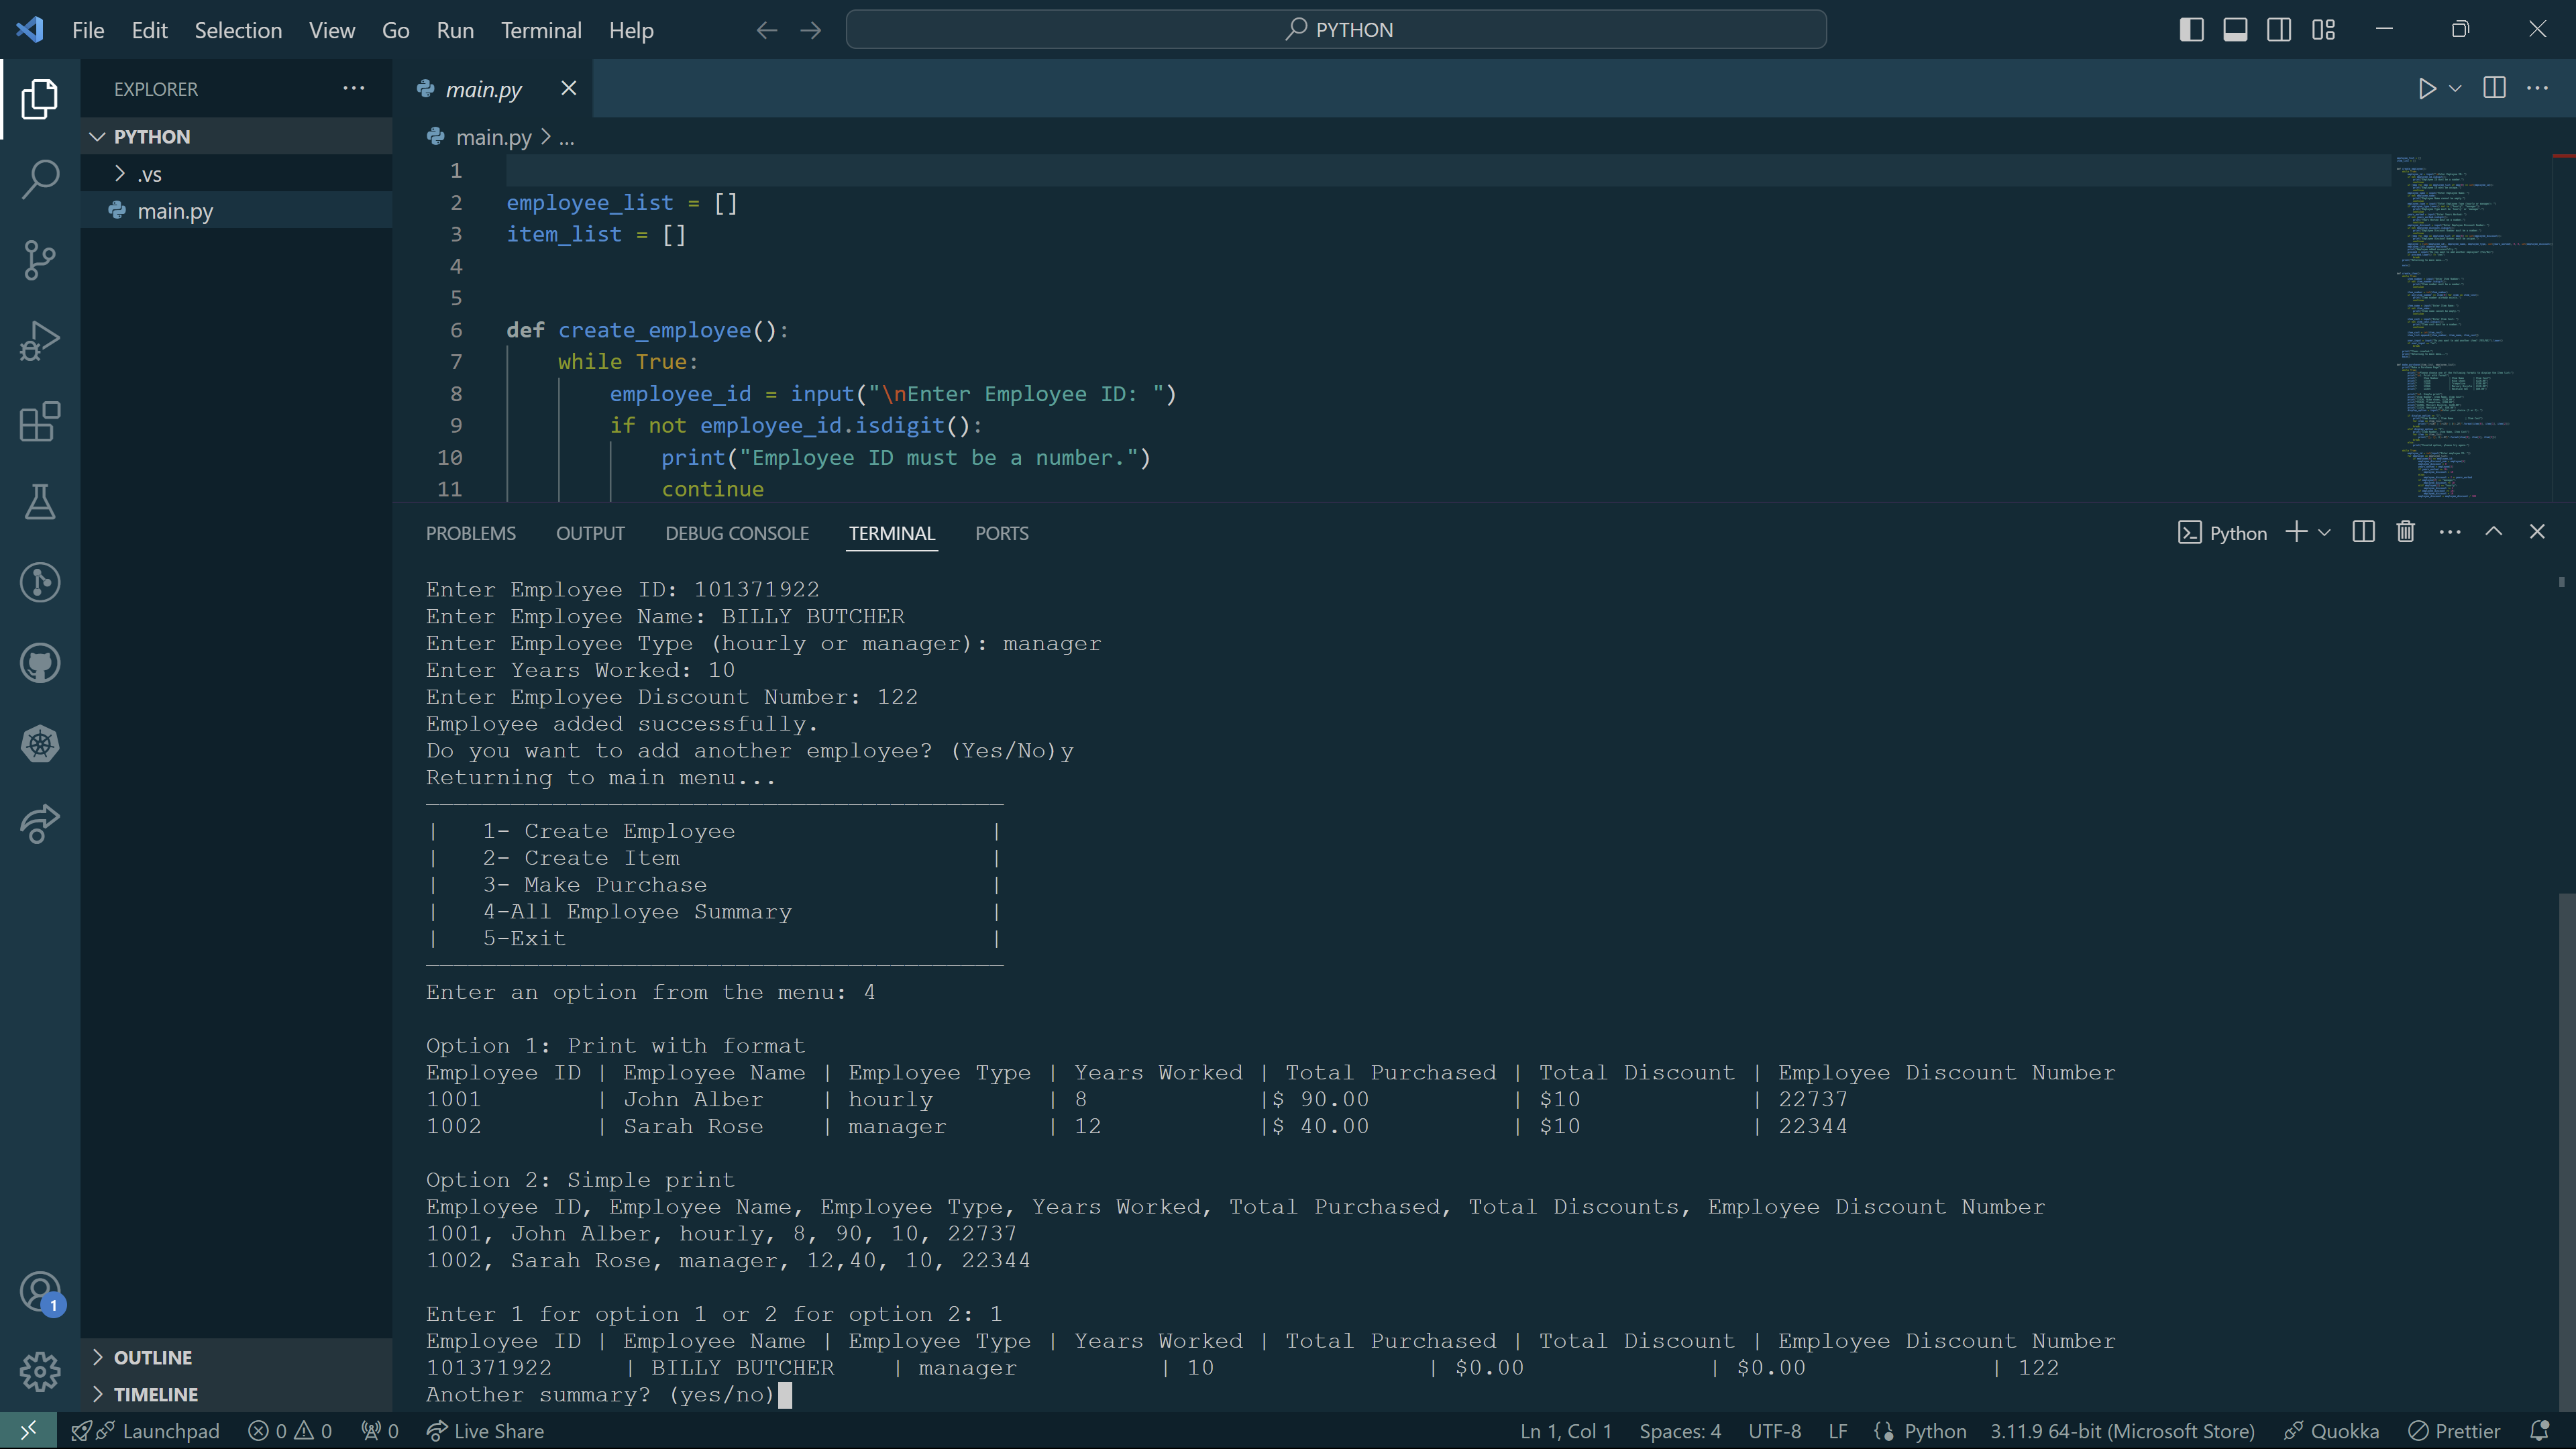 File Edit Selection View Go Run Terminal Help
PYTHON
EXPLORER
PYTHON
.vs
main.py
OUTLINE
TIMELINE
main.py
main.py > ...
1
2 employee_list = []
3 item_list = []
4
5
6 def create_employee():
7 while True:
8 employee_id = input("\nEnter Employee ID: ")
9 if not employee_id.isdigit():
10 print("Employee ID must be a number.")
11 continue
PROBLEMS OUTPUT DEBUG CONSOLE TERMINAL PORTS
Python
Enter Employee ID: 101371922
Enter Employee Name: BILLY BUTCHER
Enter Employee Type (hourly or manager): manager
Enter Years Worked: 10
Enter Employee Discount Number: 122
Employee added successfully.
Do you want to add another employee? (Yes/No)y
Returning to main menu...
| 1- Create Employee |
| 2- Create Item |
| 3- Make Purchase |
| 4-All Employee Summary |
| 5-Exit |
Enter an option from the menu: 4
Option 1: Print with format
Employee ID | Employee Name | Employee Type | Years Worked | Total Purchased | Total Discount | Employee Discount Number
1001 | John Alber | hourly | 8 |$ 90.00 | $10 | 22737
1002 | Sarah Rose | manager | 12 |$ 40.00 | $10 | 22344
Option 2: Simple print
Employee ID, Employee Name, Employee Type, Years Worked, Total Purchased, Total Discounts, Employee Discount Number
1001, John Alber, hourly, 8, 90, 10, 22737
1002, Sarah Rose, manager, 12,40, 10, 22344
Enter 1 for option 1 or 2 for option 2: 1
Employee ID | Employee Name | Employee Type | Years Worked | Total Purchased | Total Discount | Employee Discount Number
101371922 | BILLY BUTCHER | manager | 10 | $0.00 | $0.00 | 122
Another summary? (yes/no)
1
Launchpad 0 0 0 Live Share Ln 1, Col 1 Spaces: 4 UTF-8 LF Python 3.11.9 64-bit (Microsoft Store) Quokka Prettier